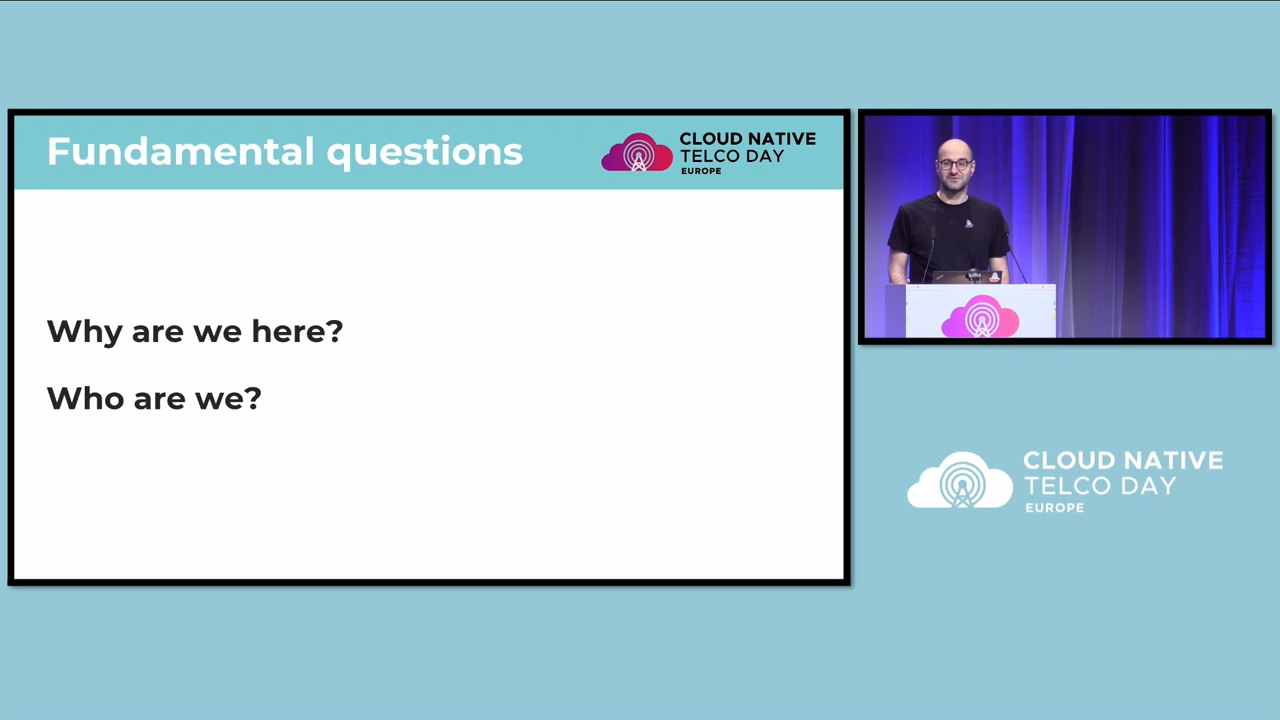 Fundamental questions
CLOUD NATIVE
TELCO DAY
EUROPE
Why are we here?
Who are we?
CLOUD NATIVE
TELCO DAY
EUROPE